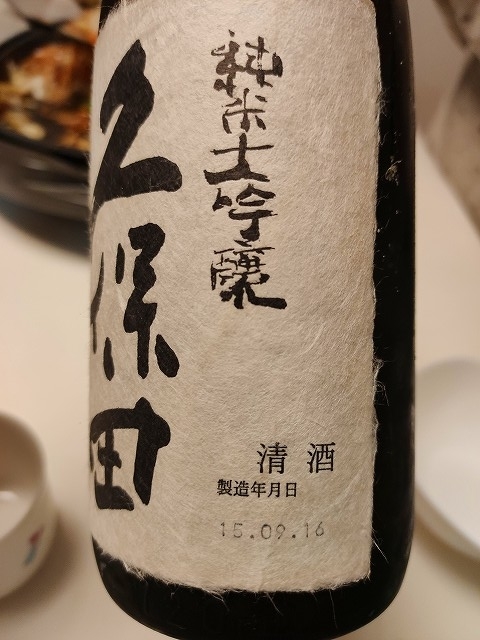 久保田
純米大吟醸
清酒
製造年月日
15.09.16